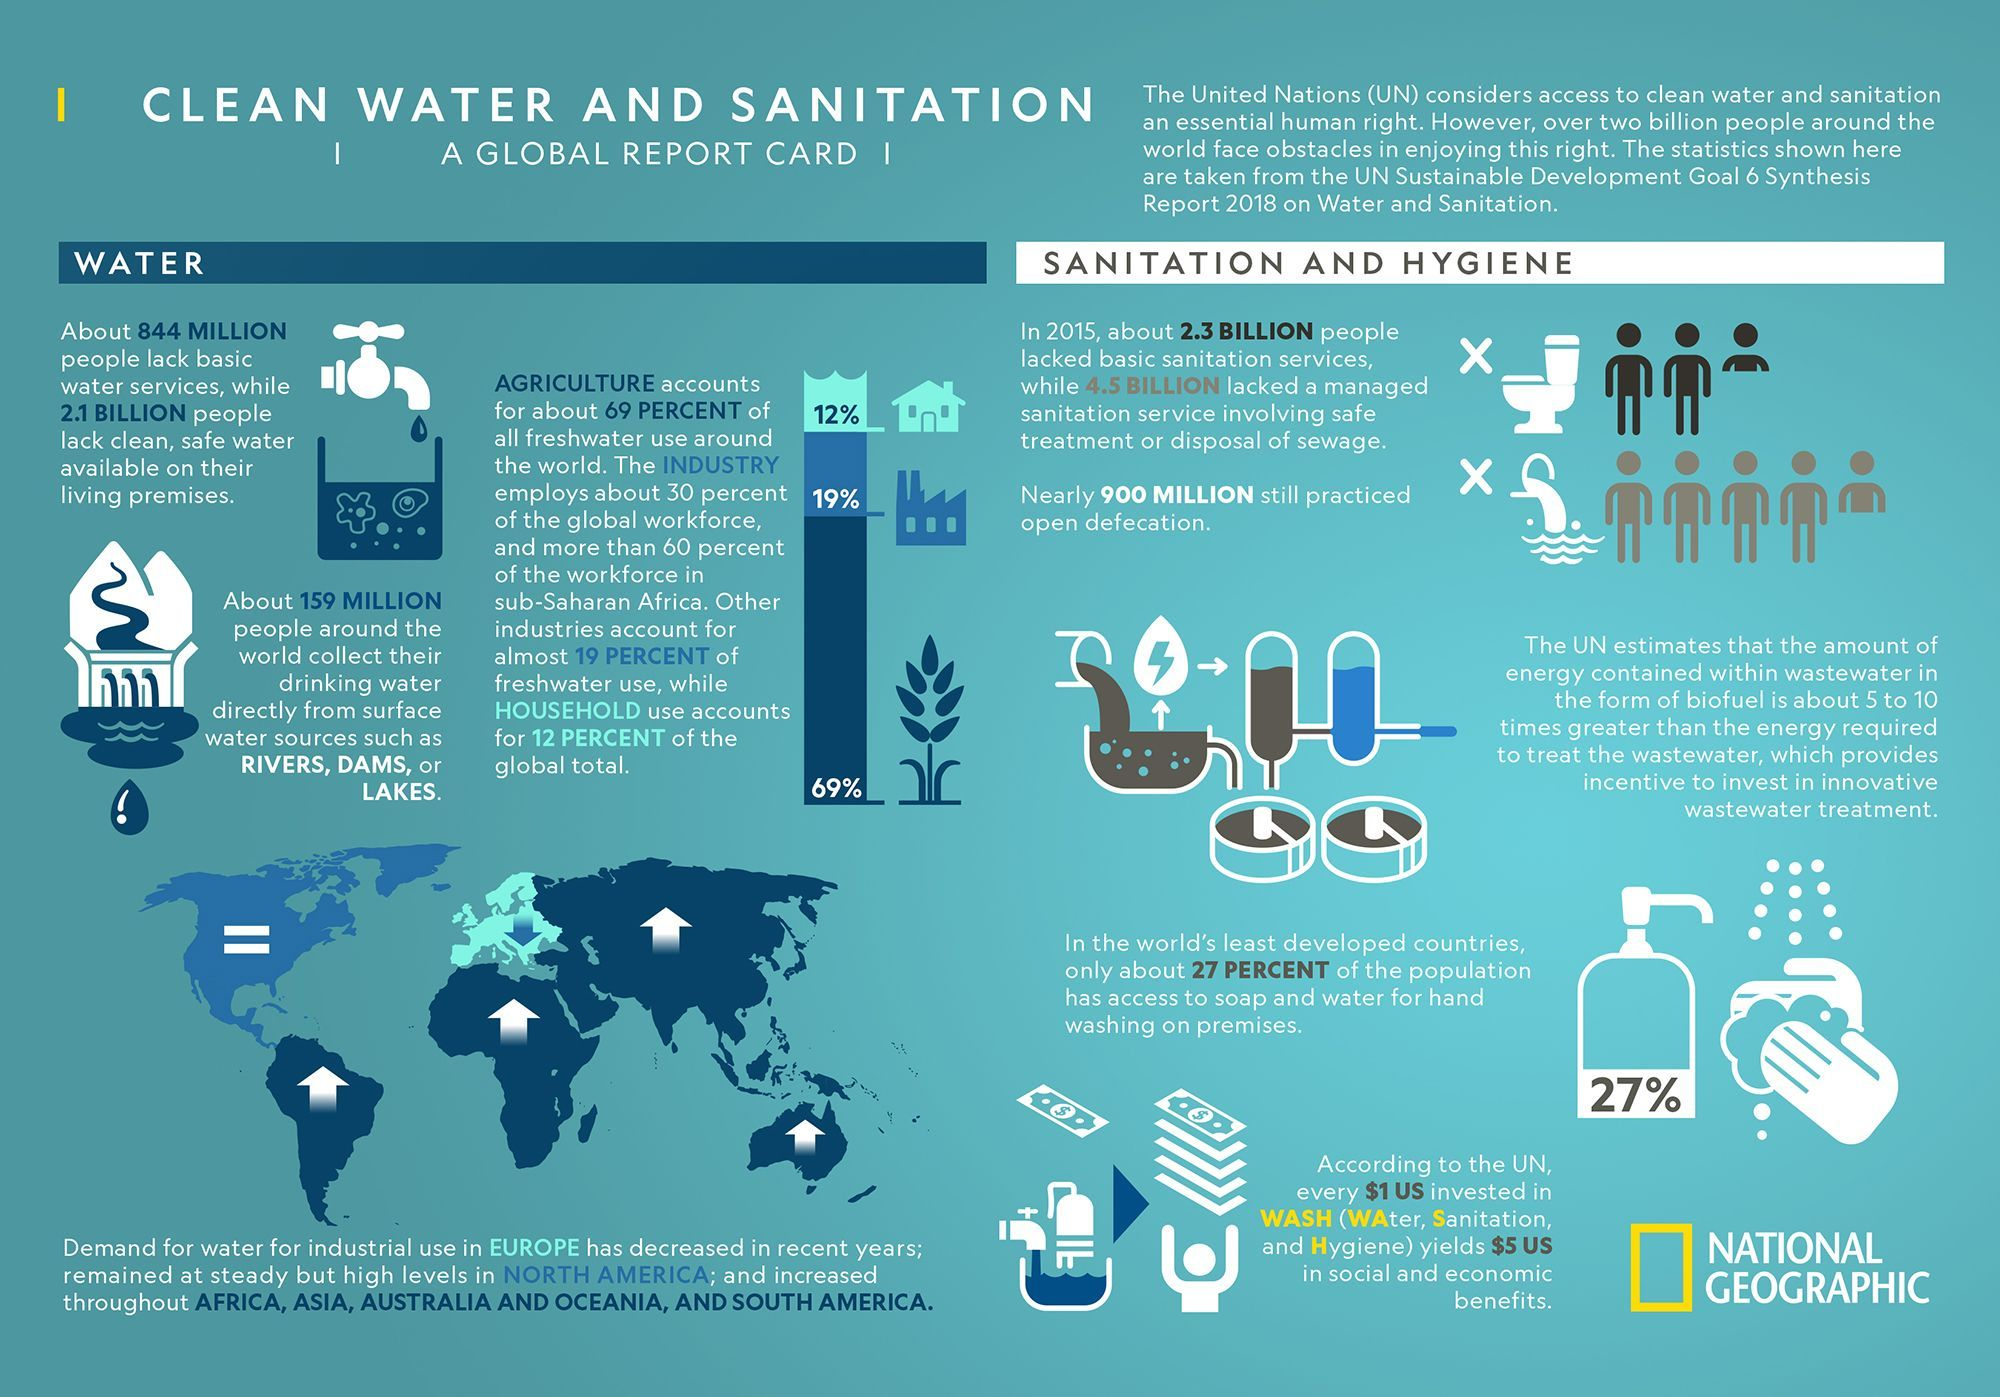 CLEAN WATER AND SANITATION
A GLOBAL REPORT CARD
The United Nations (UN) considers access to clean water and sanitation
an essential human right. However, over two billion people around the
world face obstacles in enjoying this right. The statistics shown here
are taken from the UN Sustainable Development Goal 6 Synthesis
Report 2018 on Water and Sanitation.
WATER
About 844 MILLION
people lack basic
water services, while
2.1 BILLION people
lack clean, safe water
available on their
living premises.
About 159 MILLION
people around the
world collect their
drinking water
directly from surface
water sources such as
RIVERS, DAMS, or
LAKES.
AGRICULTURE accounts
for about 69 PERCENT of
all freshwater use around
the world. The INDUSTRY
employs about 30 percent
of the global workforce,
and more than 60 percent
of the workforce in
sub-Saharan Africa. Other
industries account for
almost 19 PERCENT of
freshwater use, while
HOUSEHOLD use accounts
for 12 PERCENT of the
global total.
12%
19%
69%
Demand for water for industrial use in EUROPE has decreased in recent years;
remained at steady but high levels in NORTH AMERICA; and increased
throughout AFRICA, ASIA, AUSTRALIA AND OCEANIA, AND SOUTH AMERICA.
SANITATION AND HYGIENE
In 2015, about 2.3 BILLION people
lacked basic sanitation services,
while 4.5 BILLION lacked a managed
sanitation service involving safe
treatment or disposal of sewage.
Nearly 900 MILLION still practiced
open defecation.
The UN estimates that the amount of
energy contained within wastewater in
the form of biofuel is about 5 to 10
times greater than the energy required
to treat the wastewater, which provides
incentive to invest in innovative
wastewater treatment.
In the world's least developed countries,
only about 27 PERCENT of the population
has access to soap and water for hand
washing on premises.
27%
$
$
According to the UN,
every $1 US invested in
WASH (WAter, Sanitation,
and Hygiene) yields $5 US
in social and economic
benefits.
NATIONAL
GEOGRAPHIC